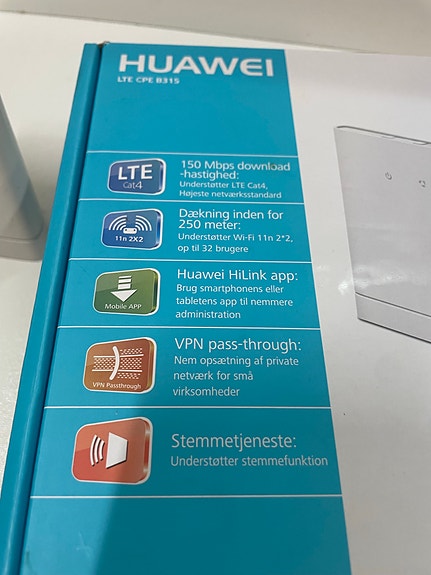 HUAWEI
LTE CPE B315
LTE
Cat4
150 Mbps download
-hastighed:
Understøtter LTE Cat4,
Højeste netværksstandard
11n 2X2
Dækning inden for
250 meter:
Understøtter Wi-Fi 11n 2*2,
op til 32 brugere
Mobile APP
Huawei HiLink app:
Brug smartphonens eller
tabletens app til nemmere
administration
VPN Passthrough
VPN pass-through:
Nem opsætning af private
netværk for små
virksomheder
Stemmetjeneste:
Understøtter stemmefunktion